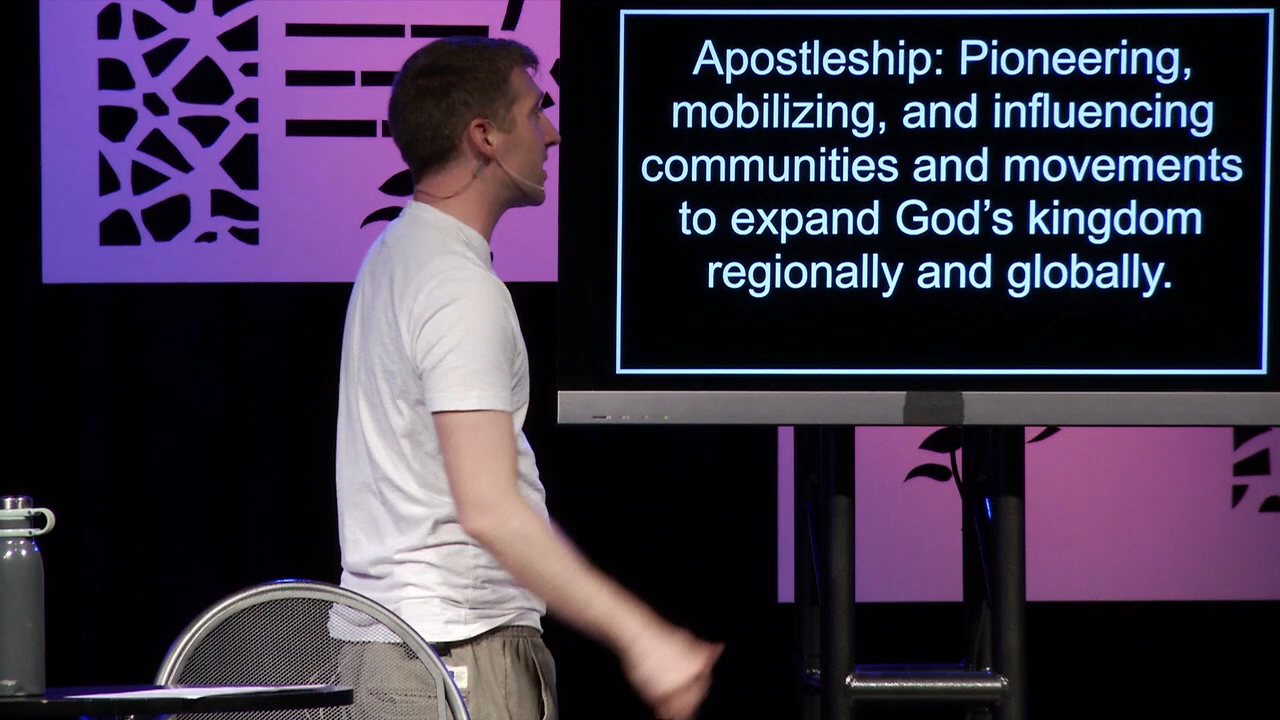 Apostleship: Pioneering,
mobilizing, and influencing
communities and movements
to expand God’s kingdom
regionally and globally.